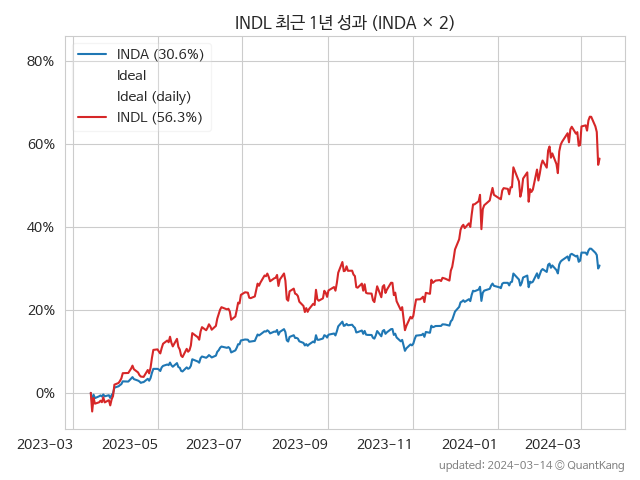 INDL 최근 1년 성과 (INDA × 2)
INDA (30.6%)
Ideal
Ideal (daily)
INDL (56.3%)
80%
60%
40%
20%
0%
2023-03
2023-05
2023-07
2023-09
2023-11
2024-01
2024-03
updated: 2024-03-14 © QuantKang